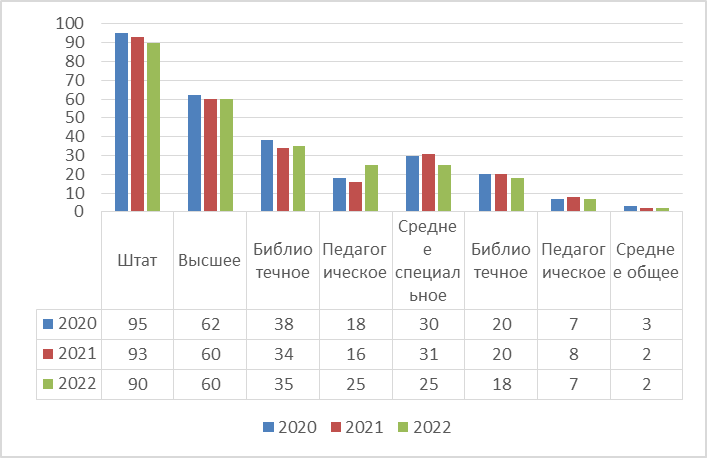 100
90
80
70
60
50
40
30
20
10
0
Штат
Высшее
Библио
течное
Педагог
ическое
Средне
е
специал
ьное
Библио
течное
Педагог
ическое
Средне
е общее
2020 95 62 38 18 30 20 7 3
2021 93 60 34 16 31 20 8 2
2022 90 60 35 25 25 18 7 2
2020 2021 2022